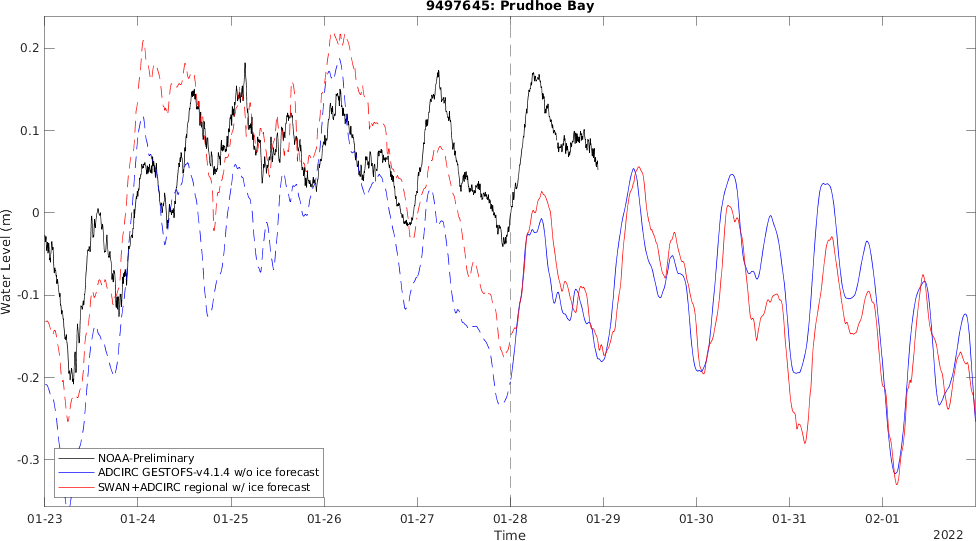 9497645: Prudhoe Bay
0.2
0.1
0
-0.1
-0.2
-0.3
Water Level (m)
NOAA-Preliminary
ADCIRC GESTOFS-v4.1.4 w/o ice forecast
SWAN+ADCIRC regional w/ ice forecast
01-23 01-24 01-25 01-26 01-27 01-28 01-29 01-30 01-31 02-01
Time
2022